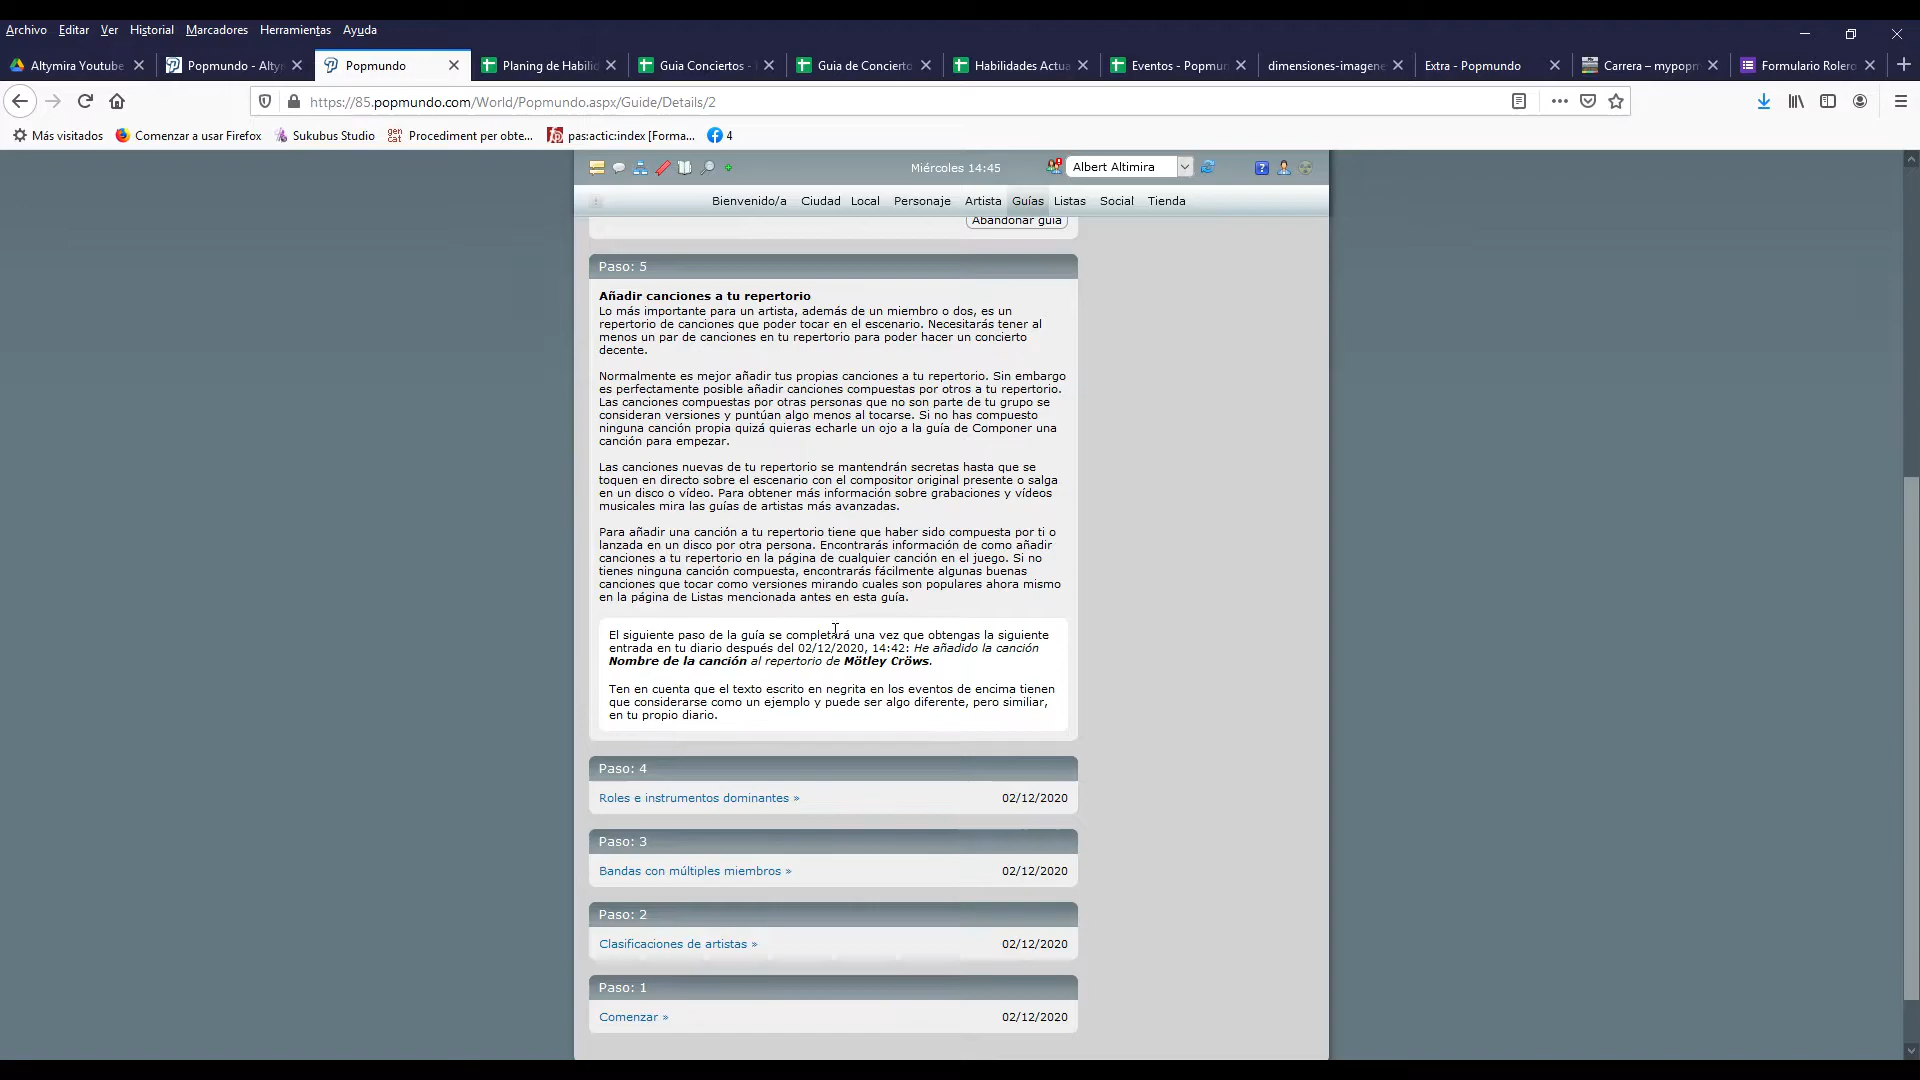 Archivo Editar Ver Historial Marcadores Herramientas Ayuda
Altymira Youtube Popmundo - Alty Popmundo Planing de Habilid Guia Conciertos - Guia de Concierto Habilidades Actua Eventos - Popmun dimensiones-imagene Extra - Popmundo Carrera – mypopm Formulario Rolero
https://85.popmundo.com/World/Popmundo.aspx/Guide/Details/2
Más visitados Comenzar a usar Firefox Sukubus Studio gen cat Procediment per obte... pas:actic:index [Forma... 4
Miércoles 14:45 Albert Altimira
Bienvenido/a Ciudad Local Personaje Artista Guías Listas Social Tienda
Abandonar guía
Paso: 5
Añadir canciones a tu repertorio
Lo más importante para un artista, además de un miembro o dos, es un
repertorio de canciones que poder tocar en el escenario. Necesitarás tener al
menos un par de canciones en tu repertorio para poder hacer un concierto
decente.
Normalmente es mejor añadir tus propias canciones a tu repertorio. Sin embargo
es perfectamente posible añadir canciones compuestas por otros a tu repertorio.
Las canciones compuestas por otras personas que no son parte de tu grupo se
consideran versiones y puntúan algo menos al tocarse. Si no has compuesto
ninguna canción propia quizá quieras echarle un ojo a la guía de Componer una
canción para empezar.
Las canciones nuevas de tu repertorio se mantendrán secretas hasta que se
toquen en directo sobre el escenario con el compositor original presente o salga
en un disco o vídeo. Para obtener más información sobre grabaciones y vídeos
musicales mira las guías de artistas más avanzadas.
Para añadir una canción a tu repertorio tiene que haber sido compuesta por ti o
lanzada en un disco por otra persona. Encontrarás información de como añadir
canciones a tu repertorio en la página de cualquier canción en el juego. Si no
tienes ninguna canción compuesta, encontrarás fácilmente algunas buenas
canciones que tocar como versiones mirando cuales son populares ahora mismo
en la página de Listas mencionada antes en esta guía.
El siguiente paso de la guía se completará una vez que obtengas la siguiente
entrada en tu diario después del 02/12/2020, 14:42: He añadido la canción
Nombre de la canción al repertorio de Mötley Cröws.
Ten en cuenta que el texto escrito en negrita en los eventos de encima tienen
que considerarse como un ejemplo y puede ser algo diferente, pero similiar,
en tu propio diario.
Paso: 4
Roles e instrumentos dominantes » 02/12/2020
Paso: 3
Bandas con múltiples miembros » 02/12/2020
Paso: 2
Clasificaciones de artistas » 02/12/2020
Paso: 1
Comenzar » 02/12/2020